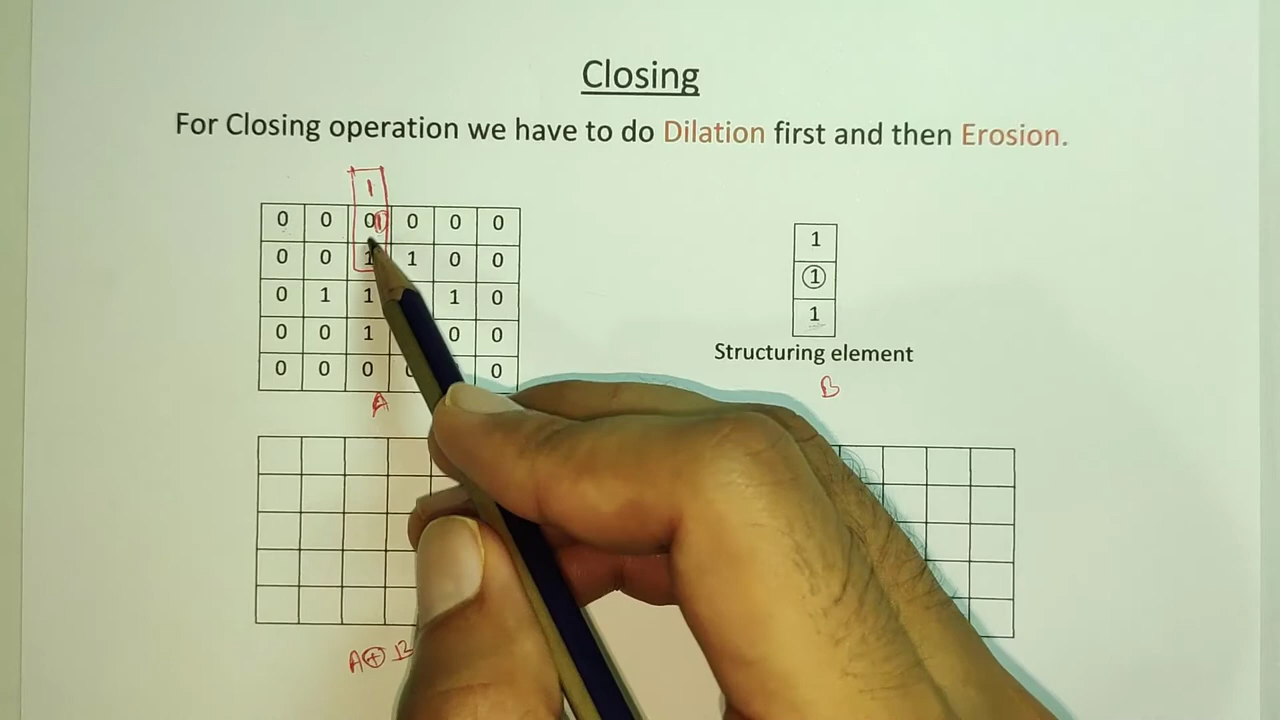 Closing
For Closing operation we have to do Dilation first and then Erosion.
1
0 0 0 1 0 0 0
0 0 1 1 0 0
0 1 1 1 0
0 0 1 0 0
0 0 0 0
A
1
1
1
Structuring element
B
A⊕B